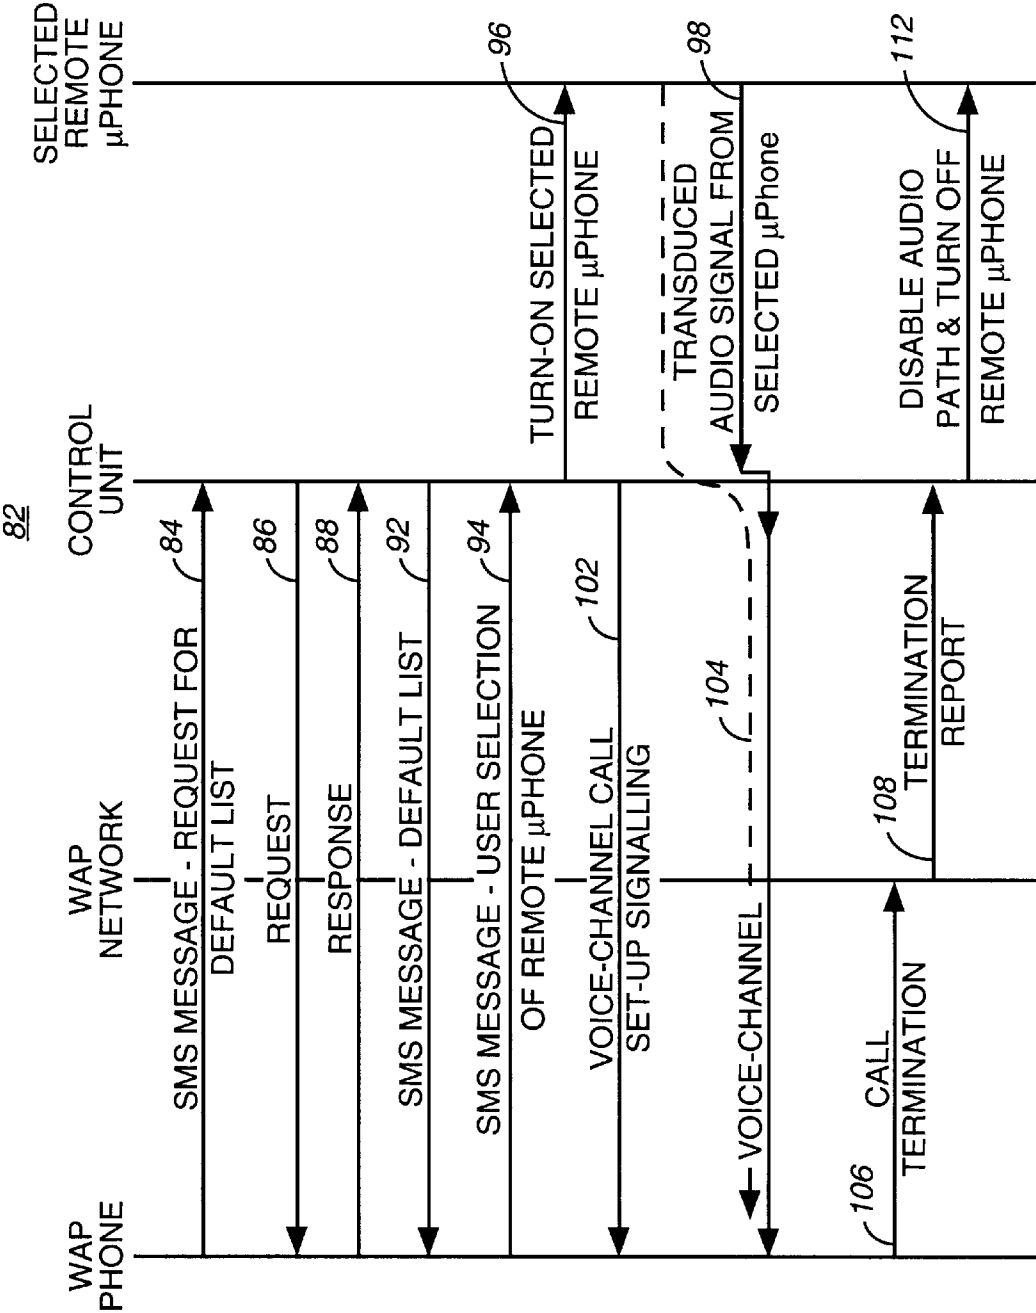 82
WAP
PHONE
WAP
NETWORK
CONTROL
UNIT
SELECTED
REMOTE
μPHONE
84
SMS MESSAGE - REQUEST FOR
DEFAULT LIST
86
REQUEST
88
RESPONSE
92
SMS MESSAGE - DEFAULT LIST
94
SMS MESSAGE - USER SELECTION
OF REMOTE μPHONE
96
TURN-ON SELECTED
REMOTE μPHONE
102
VOICE-CHANNEL CALL
SET-UP SIGNALLING
98
TRANSDUCED
AUDIO SIGNAL FROM
SELECTED μPhone
104
VOICE-CHANNEL
106
CALL
TERMINATION
108
TERMINATION
REPORT
112
DISABLE AUDIO
PATH & TURN OFF
REMOTE μPHONE